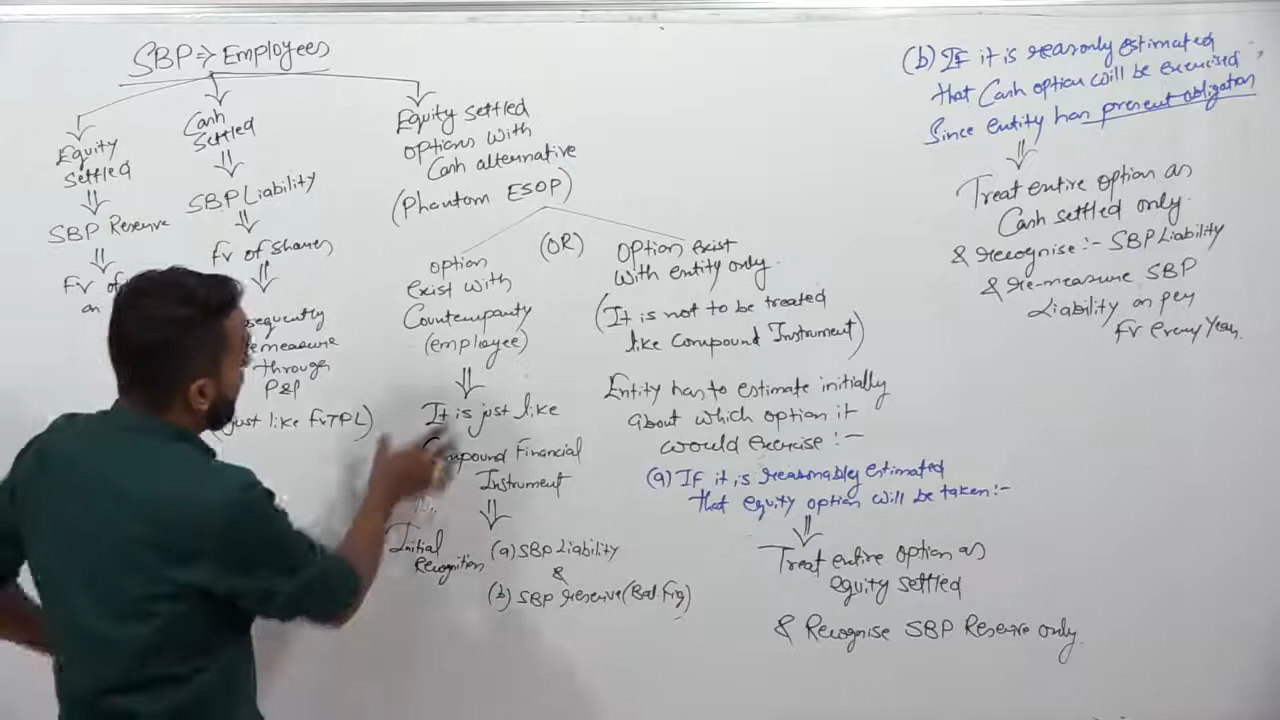 SBP ⇒ Employees
Equity
Settled
⇓
SBP Reserve
⇓
Fv of
an
Cash
Settled
⇓
SBP Liability
⇓
Fv of shares
⇓
sequently
emeasure
through
P&L
(just like FVTPL)
Equity settled
options with
Cash alternative
(Phantom ESOP)
(OR)
option
exist with
Counterparty
(employee)
⇓
It is just like
mpound Financial
Instrument
⇓
Initial
Recognition
(a) SBP Liability
&
(b) SBP reserve (Bal Fig)
Option exist
with entity only.
(It is not to be treated
like Compound Instrument)
Entity has to estimate initially
About which option it
would exercise :-
(a) If it is reasonably estimated
that equity option will be taken:-
⇓
Treat entire option as
equity settled
& Recognise SBP Reserve only.
(b) If it is reasonly estimated
that Cash option will be exercised
Since entity has present obligation
⇓
Treat entire option as
Cash settled only.
& recognise:- SBP Liability
& re-measure SBP
Liability as per
Fv every year.